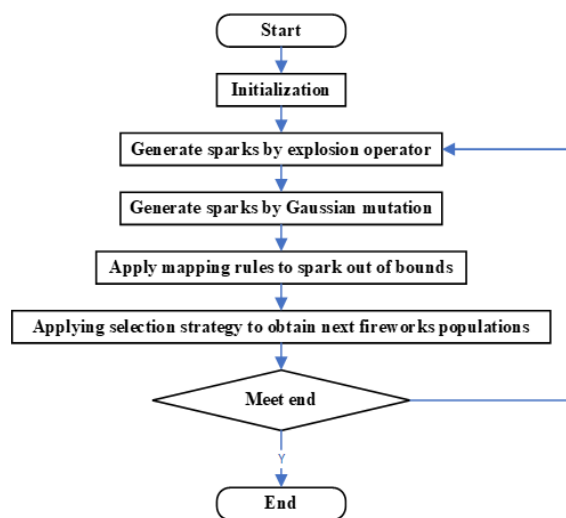 Start
Initialization
Generate sparks by explosion operator
Generate sparks by Gaussian mutation
Apply mapping rules to spark out of bounds
Applying selection strategy to obtain next fireworks populations
Meet end
Y
End